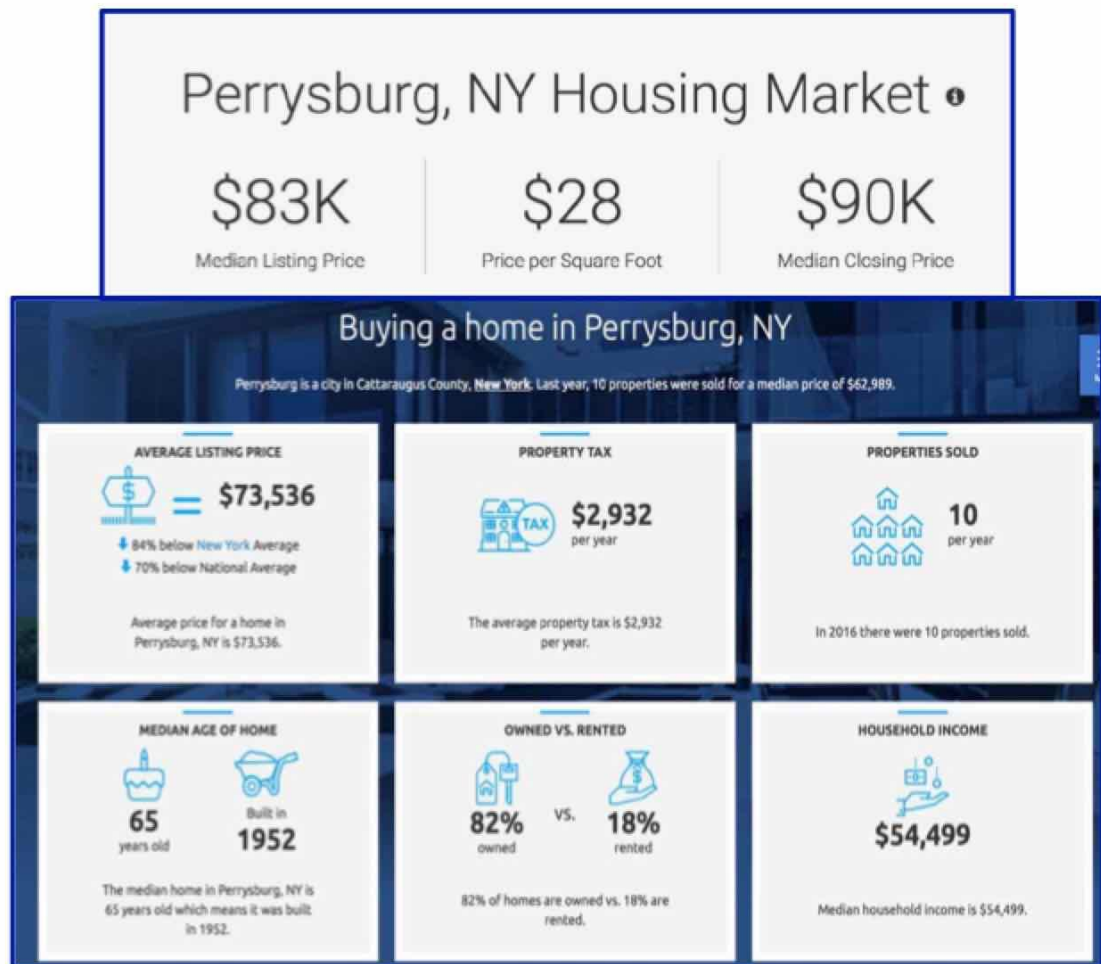 Perrysburg, NY Housing Market
$83K
Median Listing Price
$28
Price per Square Foot
$90K
Median Closing Price
Buying a home in Perrysburg, NY
Perrysburg is a city in Cattaraugus County, New York. Last year, 10 properties were sold for a median price of $62,989.
AVERAGE LISTING PRICE
$
=
$73,536
84% below New York Average
70% below National Average
Average price for a home in
Perrysburg, NY is $73,536.
PROPERTY TAX
TAX
$2,932
per year
The average property tax is $2,932
per year.
PROPERTIES SOLD
10
per year
In 2016 there were 10 properties sold.
MEDIAN AGE OF HOME
65
years old
Built in
1952
The median home in Perrysburg, NY is
65 years old which means it was built
in 1952.
OWNED VS. RENTED
$
82%
owned
VS.
18%
rented
82% of homes are owned vs. 18% are
rented.
HOUSEHOLD INCOME
$54,499
Median household income is $54,499.